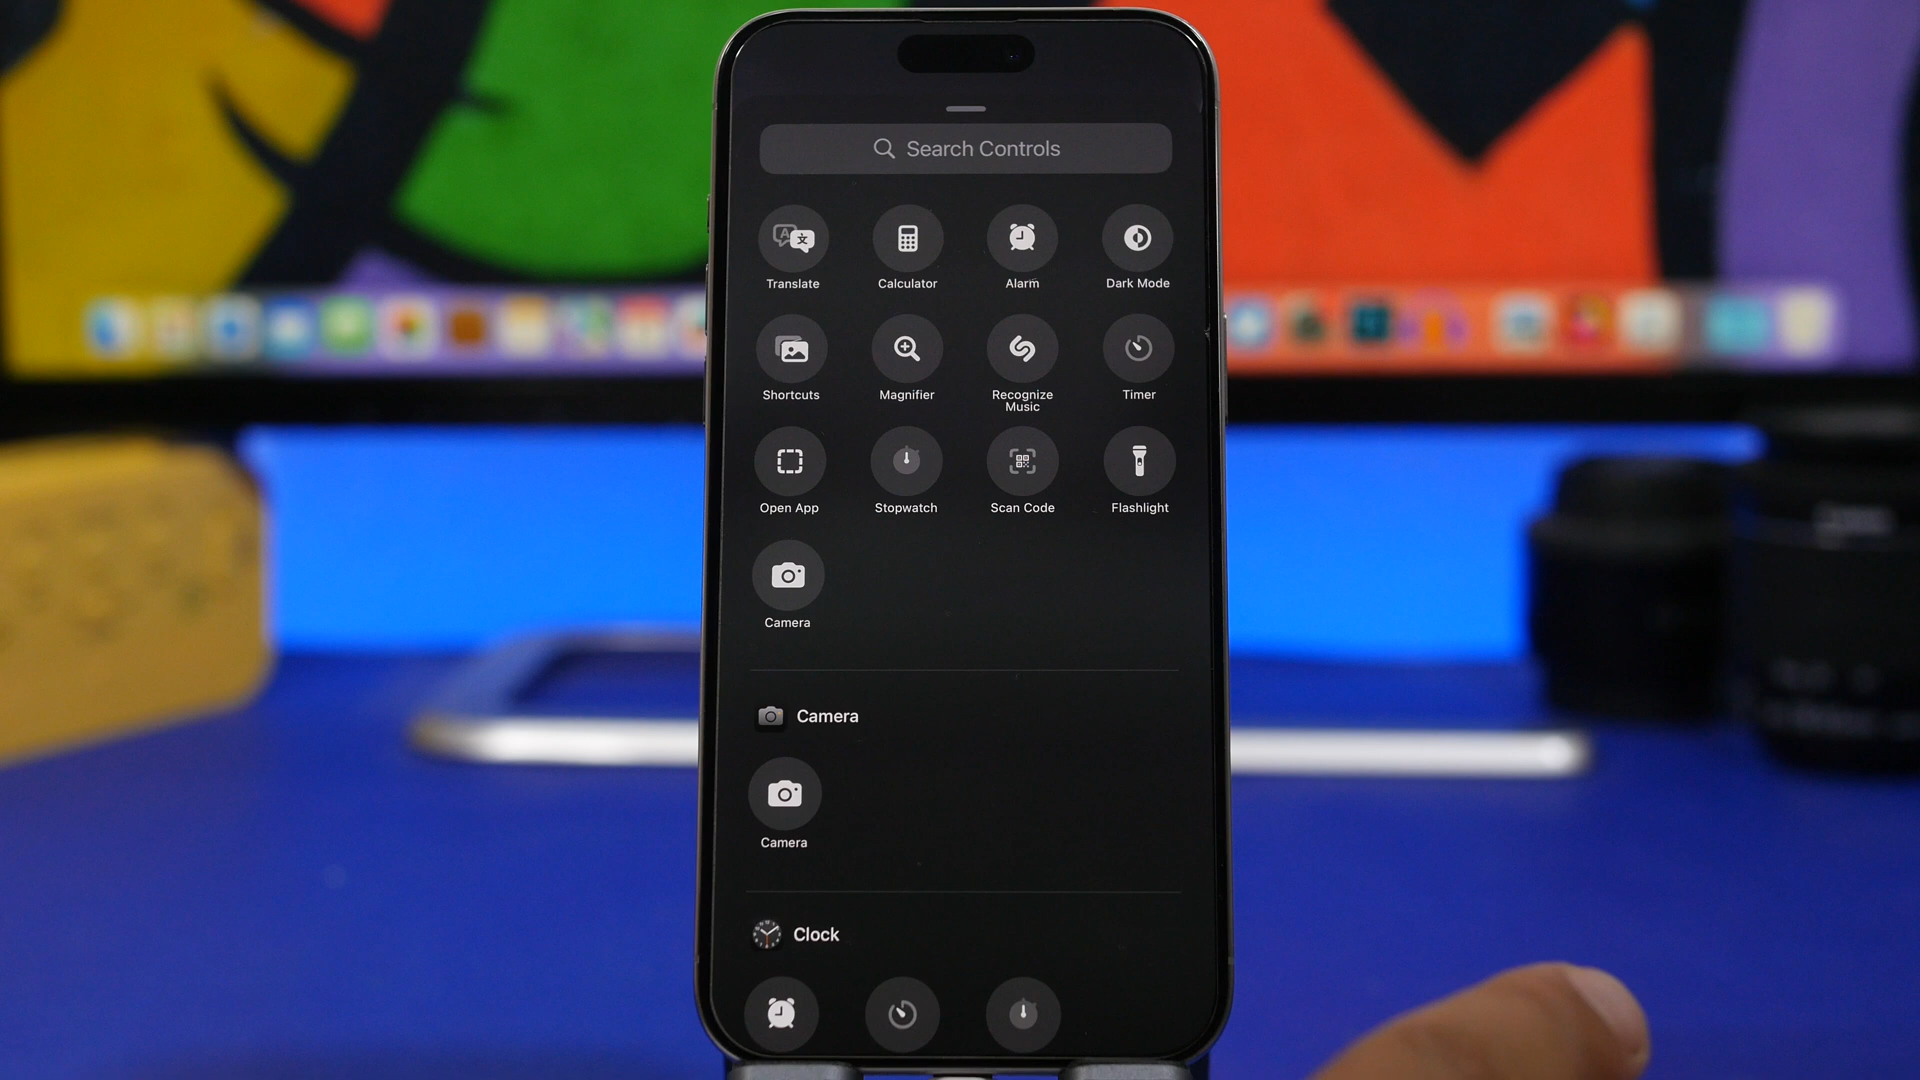 Search Controls
Translate
Calculator
Alarm
Dark Mode
Shortcuts
Magnifier
Recognize
Music
Timer
Open App
Stopwatch
Scan Code
Flashlight
Camera
Camera
Camera
Clock